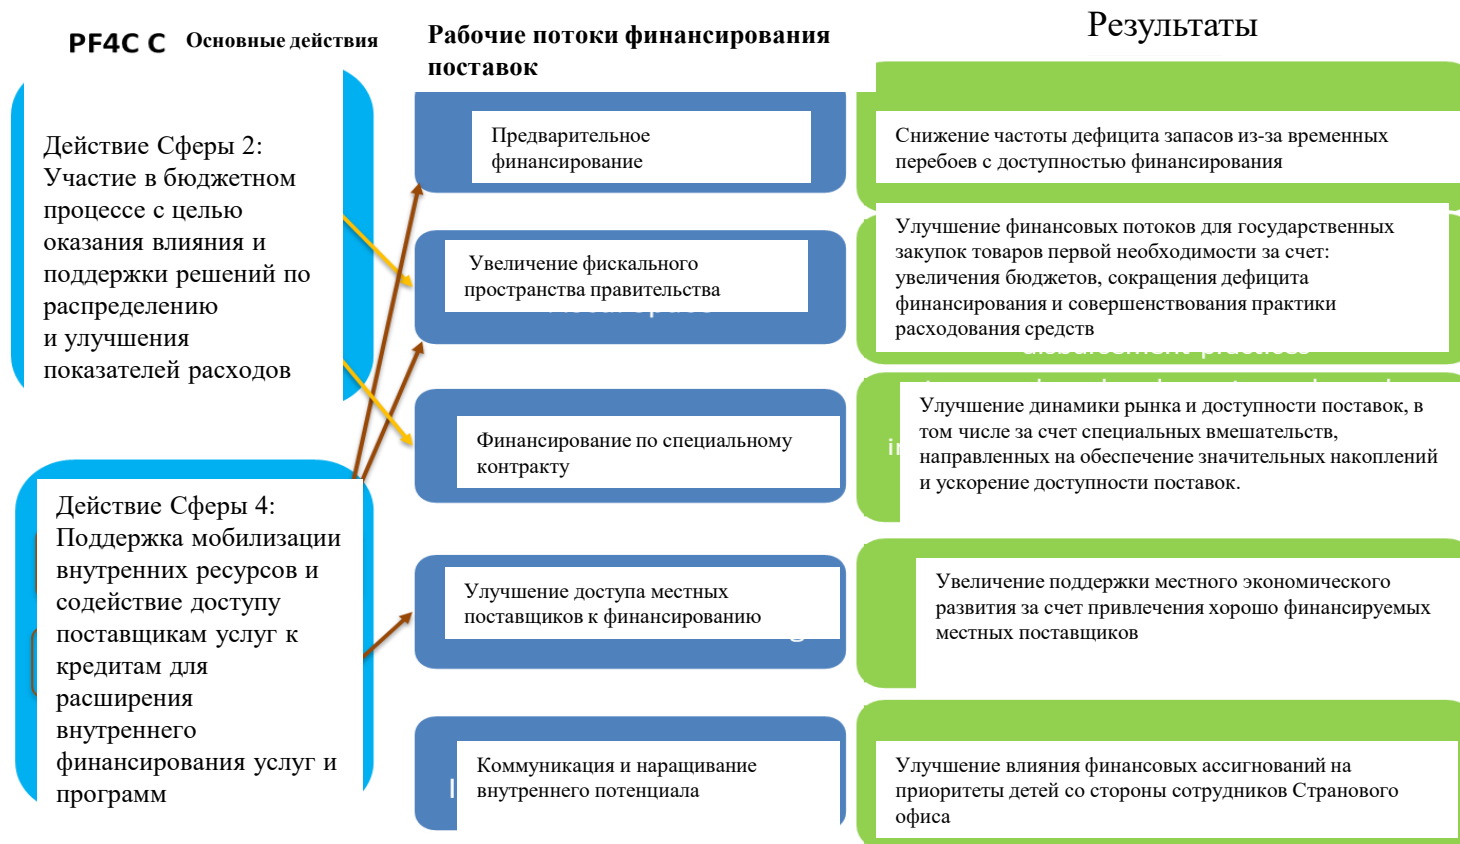 PF4C C
Основные действия
Рабочие потоки финансирования
поставок
Результаты
Действие Сферы 2:
Участие в бюджетном
процессе с целью
оказания влияния и
поддержки решений по
распределению
и улучшения
показателей расходов
Действие Сферы 4:
Поддержка мобилизации
внутренних ресурсов и
содействие доступу
поставщикам услуг к
кредитам для
расширения
внутреннего
финансирования услуг и
программ
Предварительное
финансирование
Увеличение фискального
пространства правительства
Финансирование по специальному
контракту
Улучшение доступа местных
поставщиков к финансированию
Коммуникация и наращивание
внутреннего потенциала
Снижение частоты дефицита запасов из-за временных
перебоев с доступностью финансирования
Улучшение финансовых потоков для государственных
закупок товаров первой необходимости за счет:
увеличения бюджетов, сокращения дефицита
финансирования и совершенствования практики
расходования средств
Улучшение динамики рынка и доступности поставок, в
том числе за счет специальных вмешательств,
направленных на обеспечение значительных накоплений
и ускорение доступности поставок.
Увеличение поддержки местного экономического
развития за счет привлечения хорошо финансируемых
местных поставщиков
Улучшение влияния финансовых ассигнований на
приоритеты детей со стороны сотрудников Странового
офиса